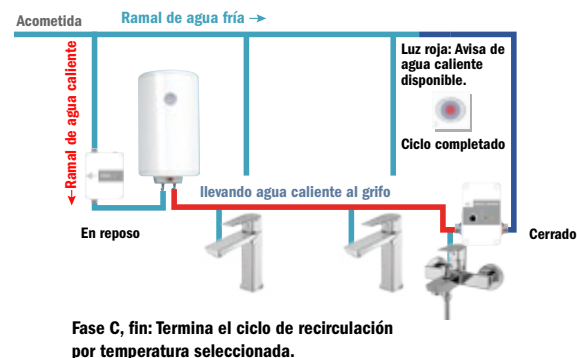 Acometida
Ramal de agua fría
Ramal de agua caliente
Luz roja: Avisa de
agua caliente
disponible.
Ciclo completado
llevando agua caliente al grifo
En reposo
Cerrado
Fase C, fin: Termina el ciclo de recirculación
por temperatura seleccionada.